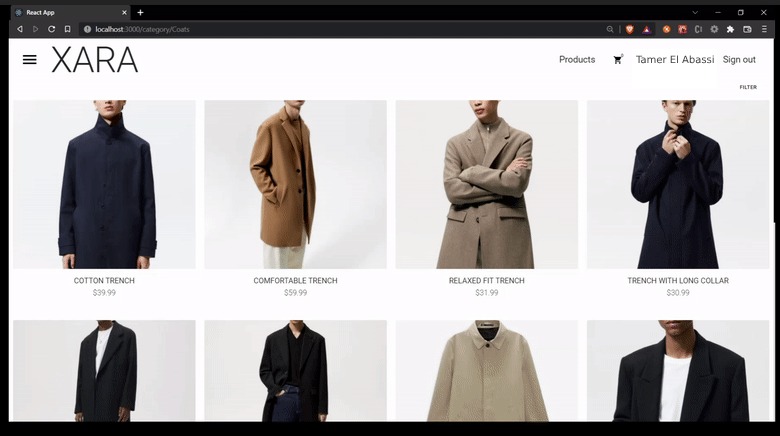 React App
localhost:3000/category/Coats
XARA
Products
Tamer El Abassi
Sign out
FILTER
COTTON TRENCH
$39.99
COMFORTABLE TRENCH
$59.99
RELAXED FIT TRENCH
$31.99
TRENCH WITH LONG COLLAR
$30.99